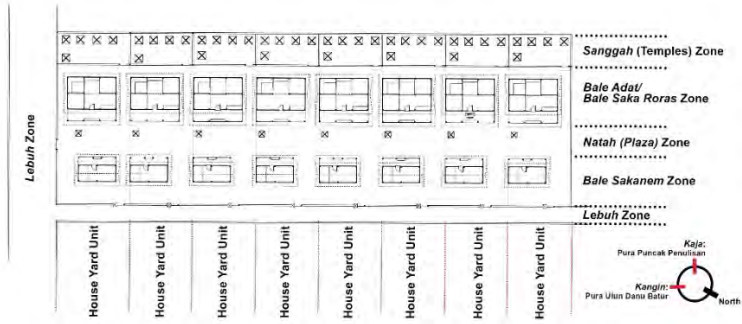 Sanggah (Temples) Zone
Bale Adat/
Bale Saka Roras Zone
Natah (Plaza) Zone
Bale Sakanem Zone
Lebuh Zone
Lebuh Zone
House Yard Unit
House Yard Unit
House Yard Unit
House Yard Unit
House Yard Unit
House Yard Unit
House Yard Unit
House Yard Unit
Kaja:
Pura Puncak Penulisan
Kangin:
Pura Ulun Danu Batur
North